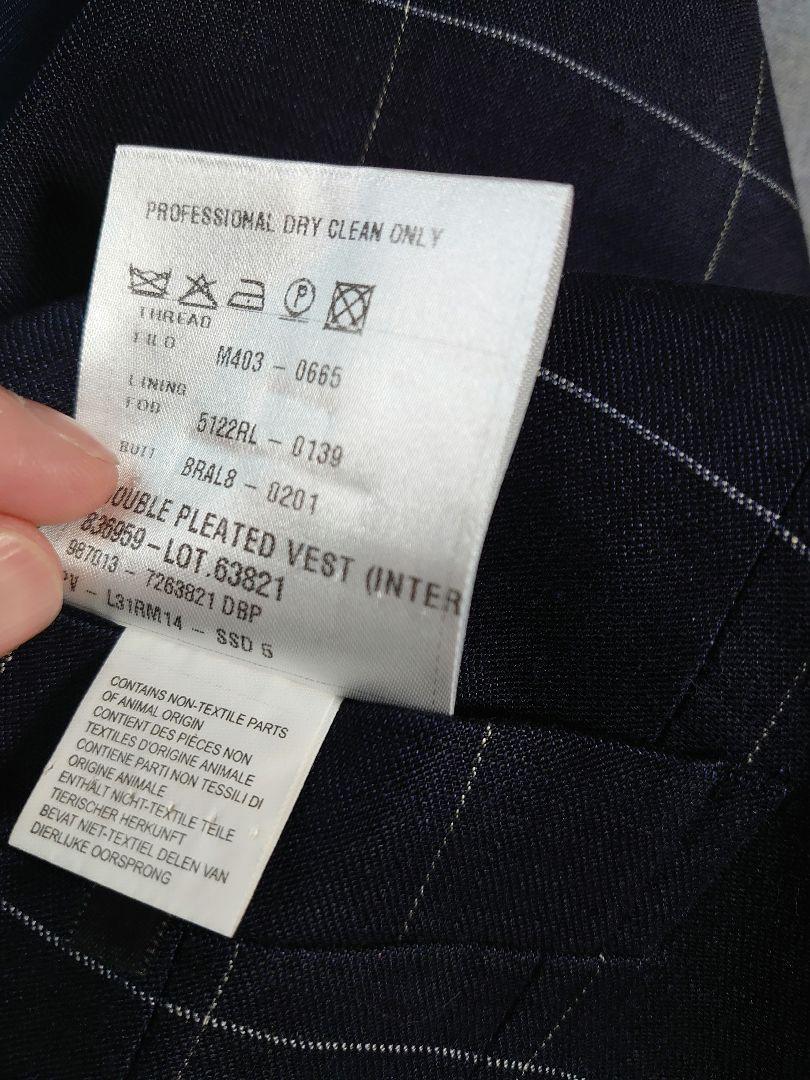 PROFESSIONAL DRY CLEAN ONLY
P
THREAD
FILO
M403 - 0665
LINING
FOD
5122RL - 0139
BUTT
BRAL8 - 0201
OUBLE PLEATED VEST (INTER
836959 - LOT.63821
987013 - 7263821 DBP
PV - L31RM14 - SSD 5
CONTAINS NON-TEXTILE PARTS
OF ANIMAL ORIGIN
CONTIENT DES PIÈCES NON
TEXTILES D'ORIGINE ANIMALE
CONTIENE PARTI NON TESSILI DI
ORIGINE ANIMALE
ENTHÄLT NICHT-TEXTILE TEILE
TIERISCHER HERKUNFT
BEVAT NIET-TEXTIEL DELEN VAN
DIERLIJKE OORSPRONG